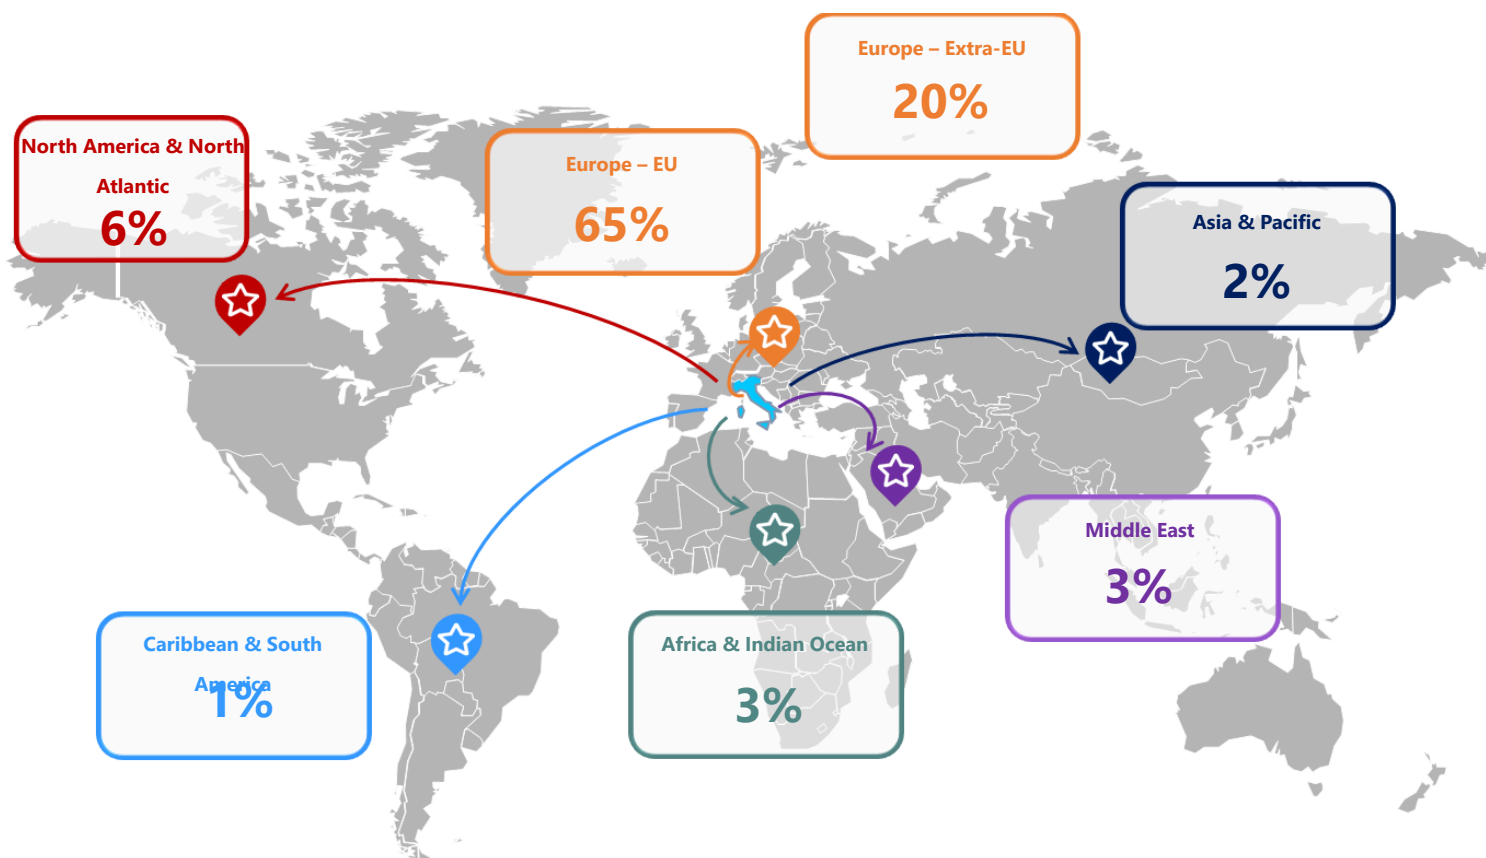 Europe – Extra-EU
20%
North America & North
Atlantic
6%
Europe – EU
65%
Asia & Pacific
2%
Middle East
3%
Caribbean & South
America
1%
Africa & Indian Ocean
3%